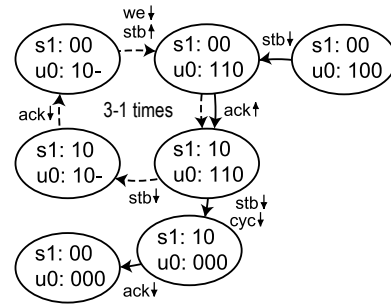 we↓
stb↑
s1: 00
u0: 10-
s1: 00
u0: 110
stb↓
s1: 00
u0: 100
ack↓
3-1 times
ack↑
s1: 10
u0: 10-
s1: 10
u0: 110
stb↓
stb↓
cyc↓
s1: 10
u0: 000
s1: 00
u0: 000
ack↓